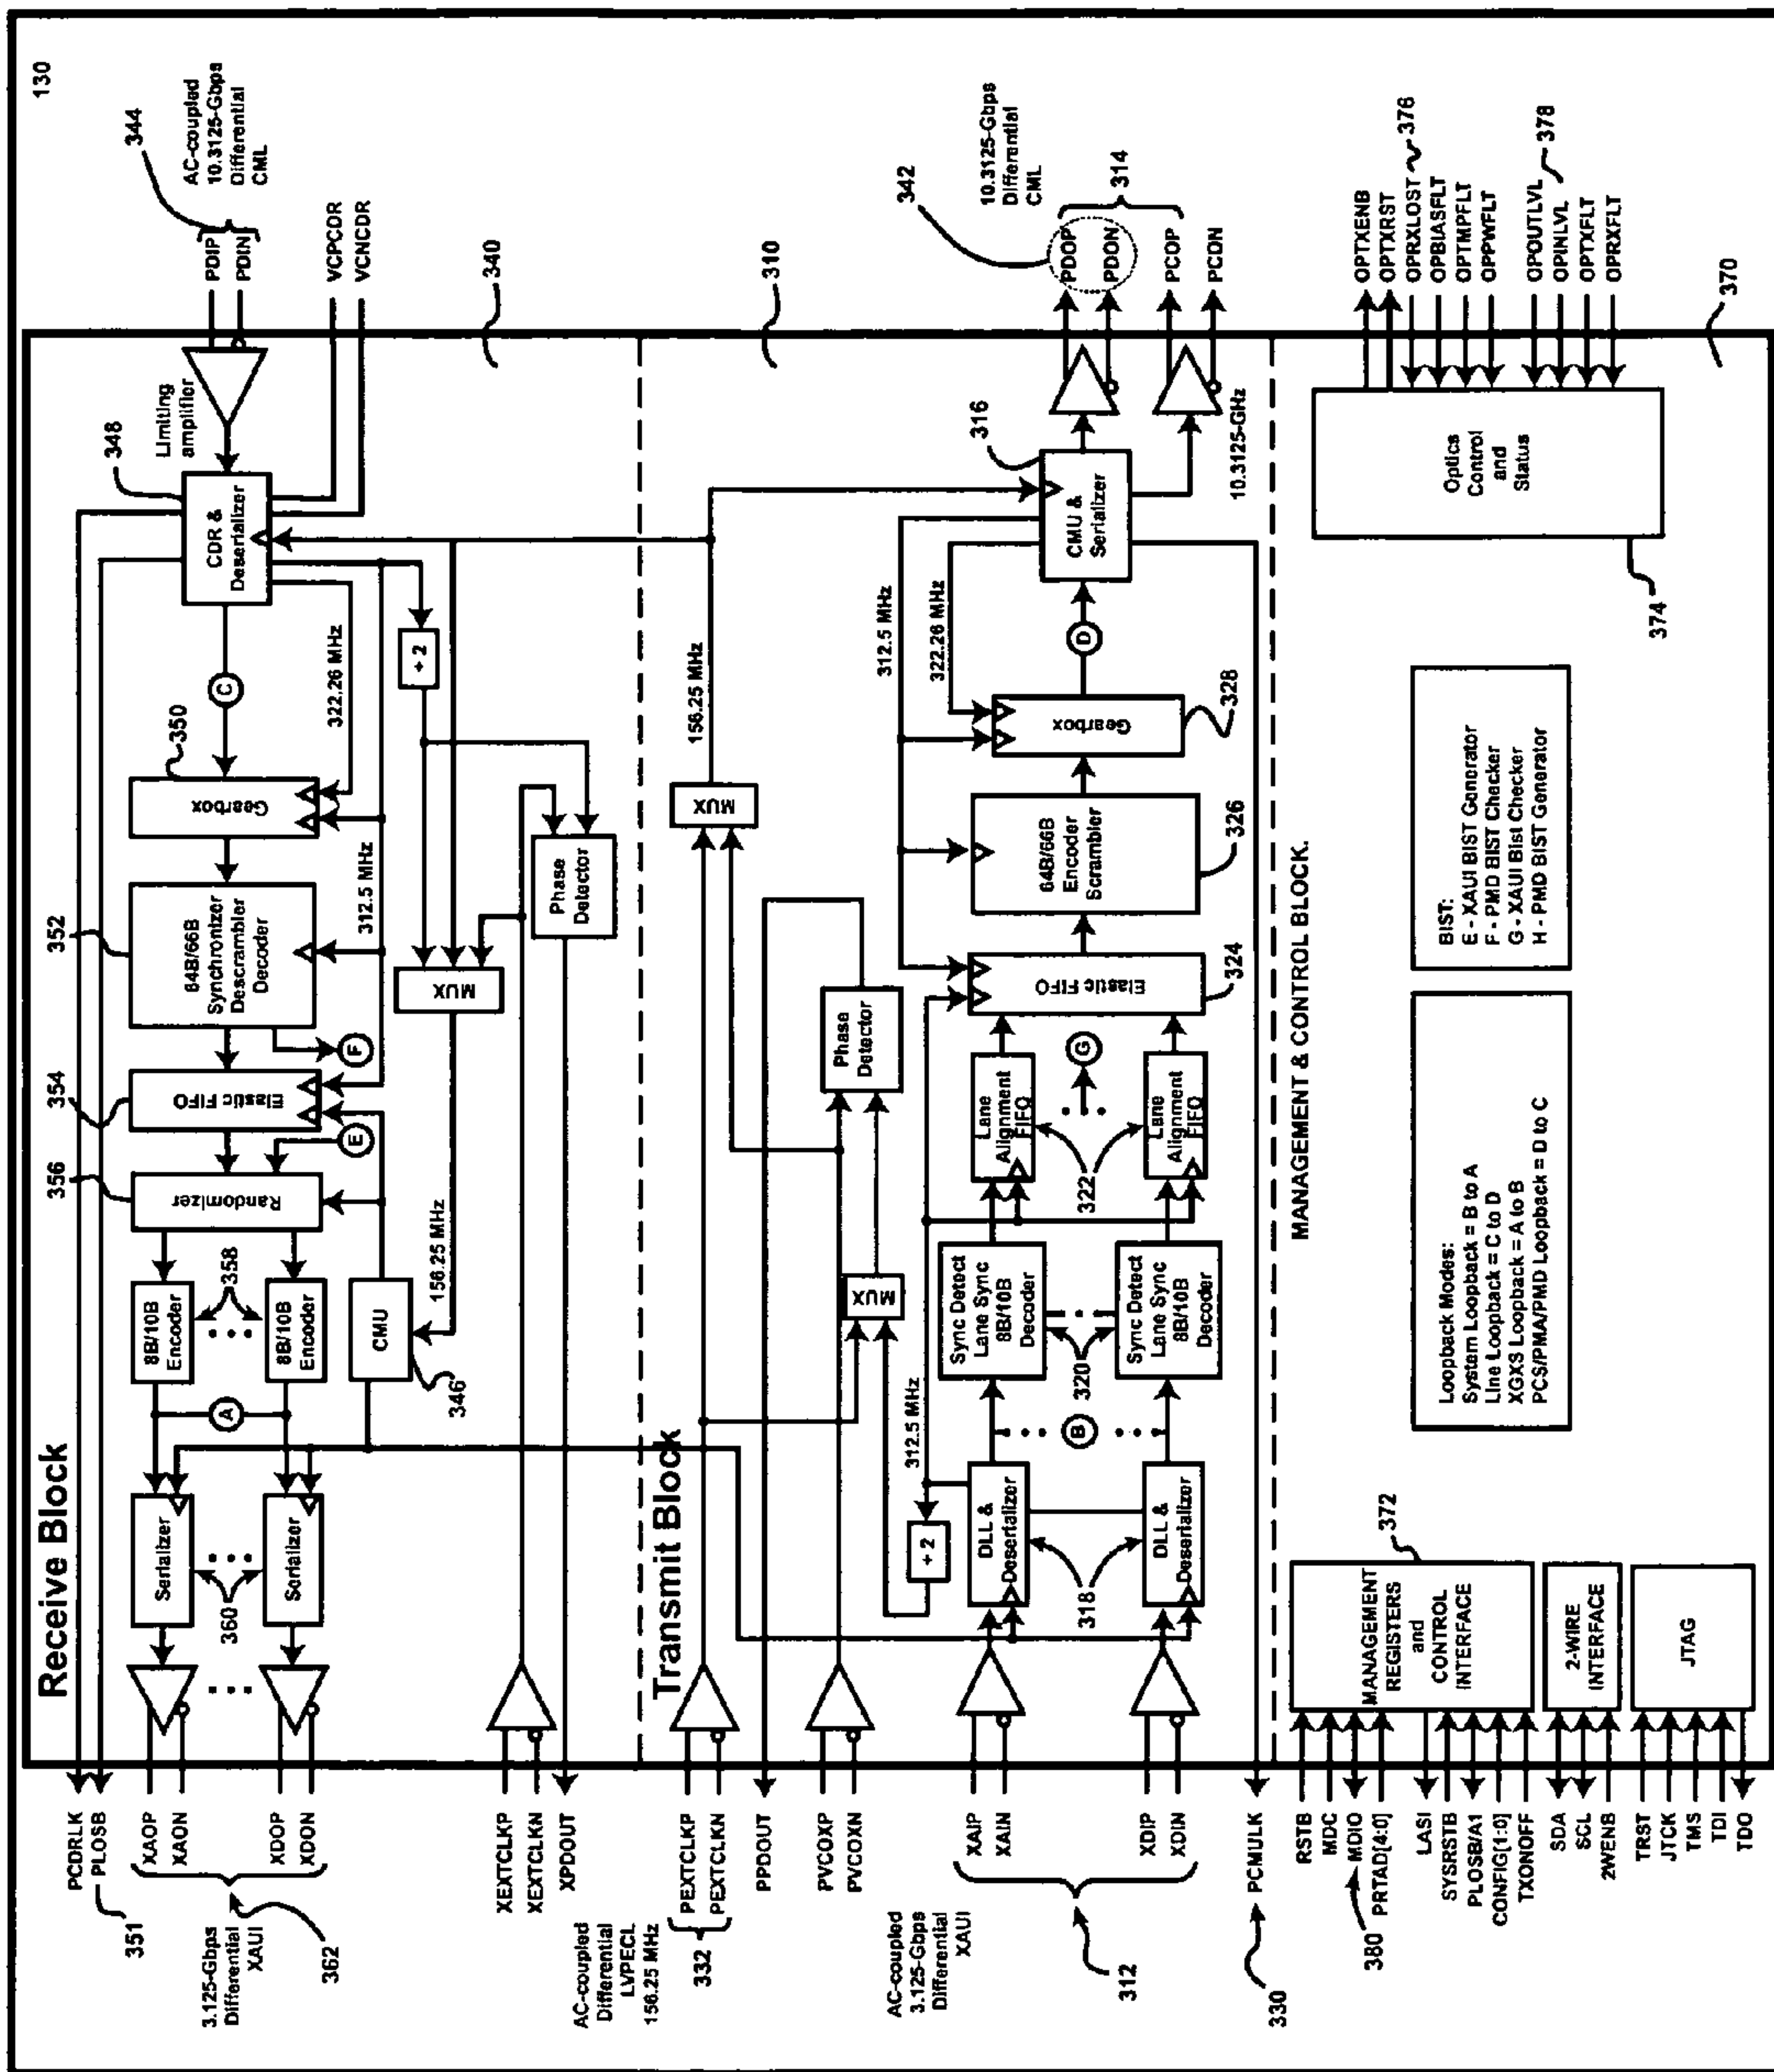 130
Receive Block
PCDRLK
PLOSB
351
XAOP
XAON
XDOP
XDON
3.125-Gbps
Differential
XAUI
362
XEXTCLKP
XEXTCLKN
XPDOUT
Serializer
360
Serializer
A
8B/10B
Encoder
358
8B/10B
Encoder
CMU
346
356
Randomizer
E
354
Elastic FIFO
F
352
64B/66B
Synchronizer
Descrambler
Decoder
350
Gearbox
C
348
CDR &
Deserializer
Limiting
amplifier
344
AC-coupled
10.3125-Gbps
Differential
CML
PDIP
PDIN
VCPCDR
VCNCDR
340
322.26 MHz
312.5 MHz
÷ 2
MUX
156.25 MHz
Phase
Detector
Transmit Block
AC-coupled
Differential
LVPECL
156.25 MHz
PEXTCLKP
PEXTCLKN
332
PPDOUT
PVCOXP
PVCOXN
AC-coupled
3.125-Gbps
Differential
XAUI
XAIP
XAIN
XDIP
XDIN
312
PCMULK
330
MUX
156.25 MHz
310
Phase
Detector
MUX
÷ 2
312.5 MHz
DLL &
Deserializer
318
DLL &
Deserializer
B
Sync Detect
Lane Sync
8B/10B
Decoder
320
Sync Detect
Lane Sync
8B/10B
Decoder
Lane
Alignment
FIFO
322
G
Lane
Alignment
FIFO
Elastic FIFO
324
64B/66B
Encoder
Scrambler
326
Gearbox
328
312.5 MHz
322.26 MHz
D
316
CMU &
Serializer
10.3125-GHz
342
10.3125-Gbps
Differential
CML
PDOP
PDON
314
PCOP
PCON
MANAGEMENT & CONTROL BLOCK.
RSTB
MDC
380
MDIO
PRTAD[4:0]
LASI
SYSRSTB
PLOSB/A1
CONFIG[1:0]
TXONOFF
SDA
SCL
2WENB
TRST
JTCK
TMS
TDI
TDO
372
MANAGEMENT
REGISTERS
and
CONTROL
INTERFACE
2-WIRE
INTERFACE
JTAG
Loopback Modes:
System Loopback = B to A
Line Loopback = C to D
XGXS Loopback = A to B
PCS/PMA/PMD Loopback = D to C
BIST:
E - XAUI BIST Generator
F - PMD BIST Checker
G - XAUI Bist Checker
H - PMD BIST Generator
Optics
Control
and
Status
374
OPTXENB
OPTXRST
OPRXLOST
376
OPBIASFLT
OPTMPFLT
OPPWFLT
OPOUTLVL
OPINLVL
378
OPTXFLT
OPRXFLT
370